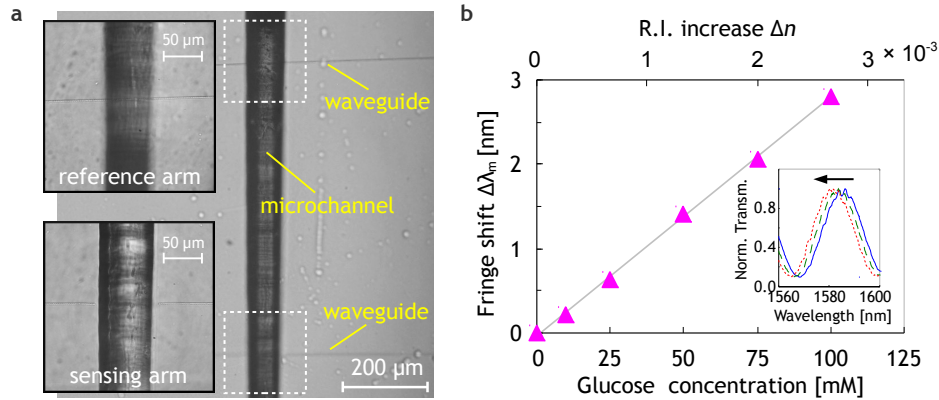 a
50 µm
reference arm
50 µm
sensing arm
waveguide
microchannel
waveguide
200 µm
b
R.I. increase Δn
0 1 2 3 × 10⁻³
Fringe shift Δλₘ [nm]
3
2
1
0
0 25 50 75 100 125
Glucose concentration [mM]
Norm. Transm.
0.8
0.4
0.0
1560 1580 1600
Wavelength [nm]